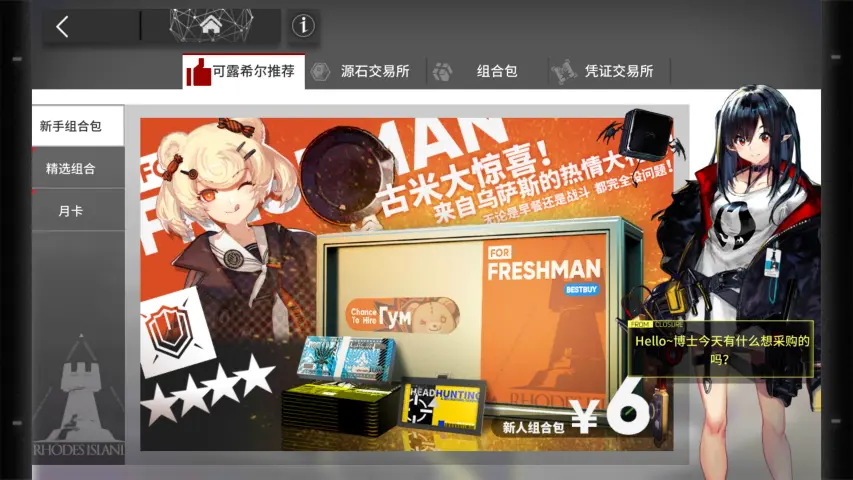 可露希尔推荐
源石交易所
组合包
凭证交易所
新手组合包
精选组合
月卡
古米大惊喜！
来自乌萨斯的热情大
无论是早餐还是战斗 都完全没问题！
FOR
FRESHMAN
BESTBUY
Chance
To Hire
Гум
HEADHUNTING
新人组合包
¥6
FROM CLOSURE
Hello~博士今天有什么想采购的
吗?
RHODES ISLAND